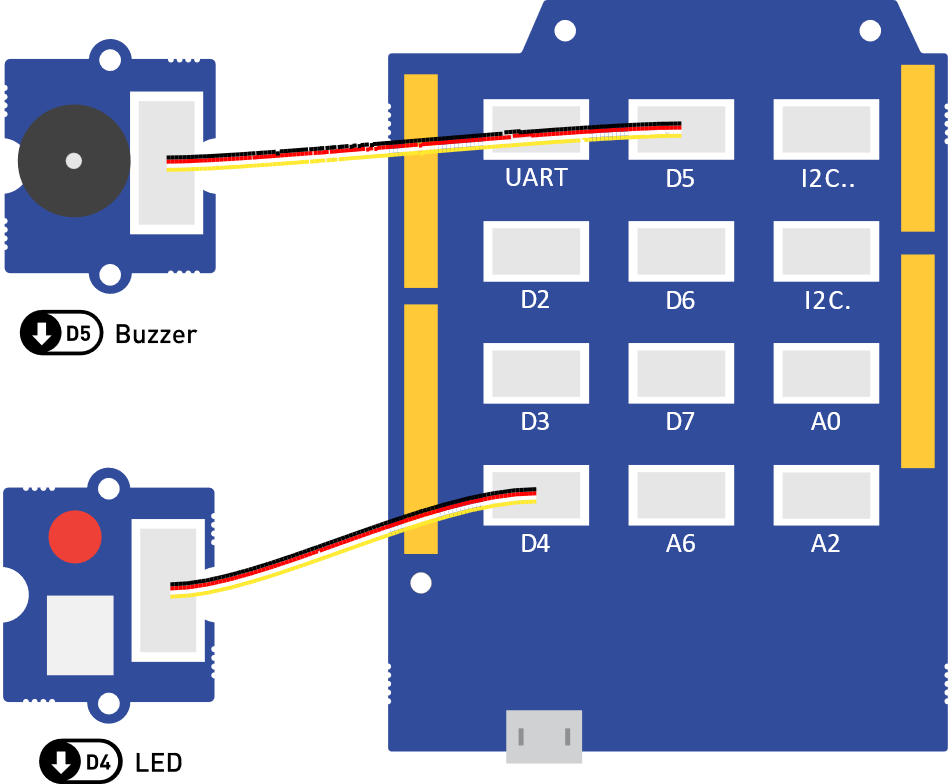 UART D5 I2C..
D2 D6 I2C.
D5 Buzzer
D3 D7 A0
D4 A6 A2
D4 LED